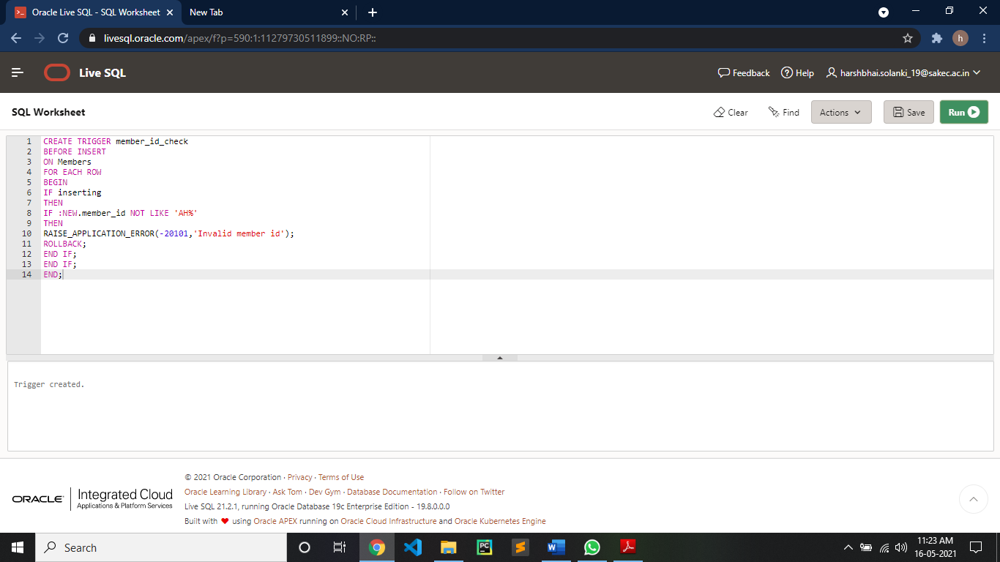 Oracle Live SQL - SQL Worksheet
New Tab
livesql.oracle.com/apex/f?p=590:1:11279730511899::NO:RP::
h
Live SQL
Feedback
Help
harshbhai.solanki_19@sakec.ac.in
SQL Worksheet
Clear
Find
Actions
Save
Run
1 CREATE TRIGGER member_id_check
2 BEFORE INSERT
3 ON Members
4 FOR EACH ROW
5 BEGIN
6 IF inserting
7 THEN
8 IF :NEW.member_id NOT LIKE 'AH%'
9 THEN
10 RAISE_APPLICATION_ERROR(-20101,'Invalid member id');
11 ROLLBACK;
12 END IF;
13 END IF;
14 END;
Trigger created.
ORACLE
Integrated Cloud
Applications & Platform Services
© 2021 Oracle Corporation · Privacy · Terms of Use
Oracle Learning Library · Ask Tom · Dev Gym · Database Documentation · Follow on Twitter
Live SQL 21.2.1, running Oracle Database 19c Enterprise Edition - 19.8.0.0.0
Built with ❤ using Oracle APEX running on Oracle Cloud Infrastructure and Oracle Kubernetes Engine
Search
PC
W
11:23 AM
16-05-2021